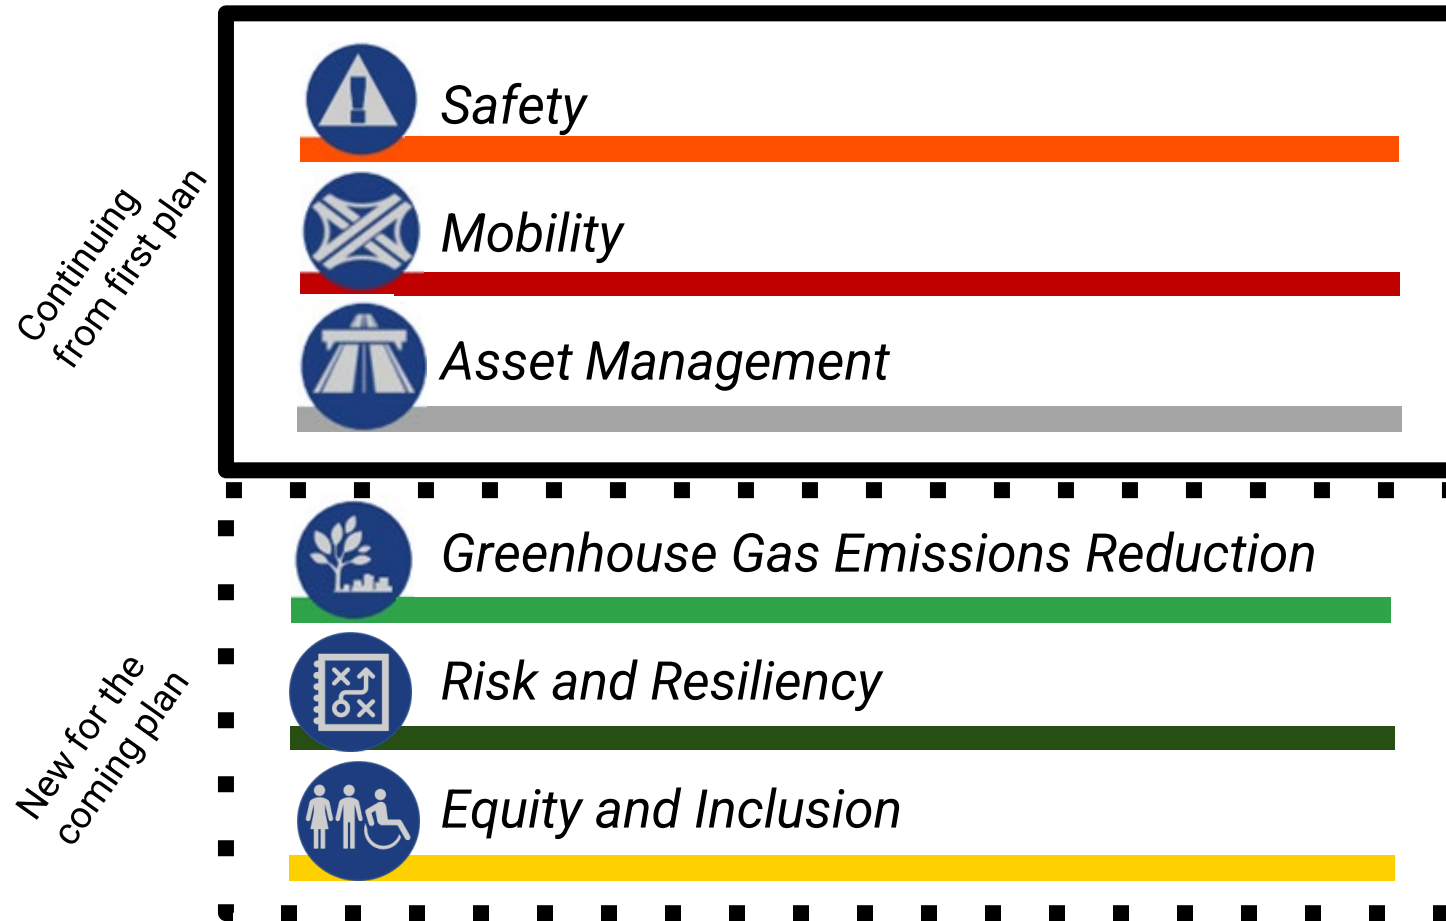 Continuing
from first plan
Safety
Mobility
Asset Management
New for the
coming plan
Greenhouse Gas Emissions Reduction
Risk and Resiliency
Equity and Inclusion